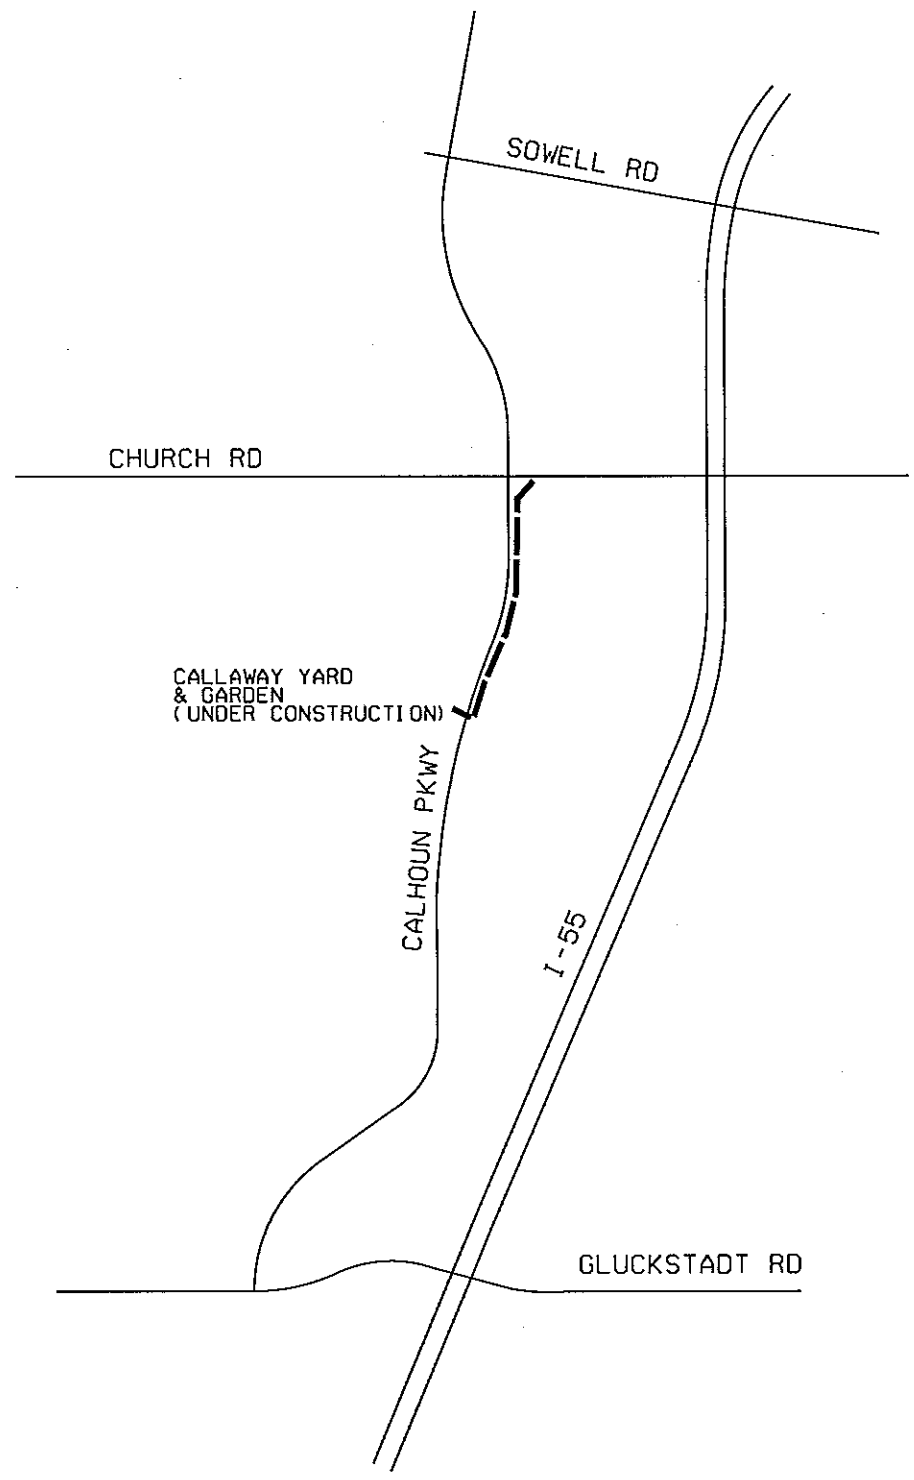 SOWELL RD
CHURCH RD
CALLAWAY YARD
& GARDEN
(UNDER CONSTRUCTION)
CALHOUN PKWY
I-55
GLUCKSTADT RD